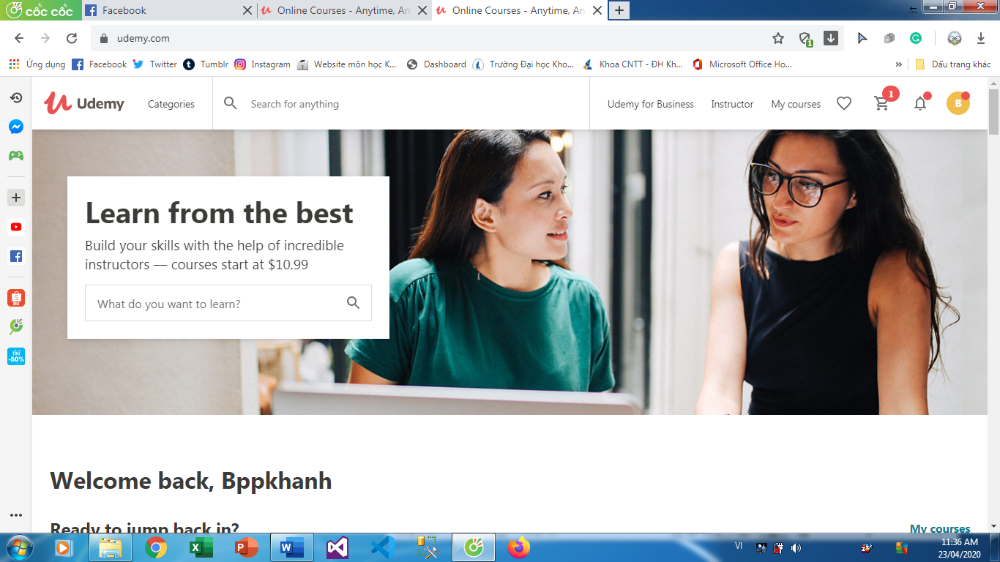 cốc cốc
Facebook
Online Courses - Anytime, An
Online Courses - Anytime, An
udemy.com
1
Ứng dụng
Facebook
Twitter
Tumblr
Instagram
Website môn học K...
Dashboard
Trường Đại học Kho...
Khoa CNTT - ĐH Kh...
Microsoft Office Ho...
»
Dấu trang khác
Udemy
Categories
Search for anything
Udemy for Business
Instructor
My courses
1
B
Learn from the best
Build your skills with the help of incredible
instructors — courses start at $10.99
What do you want to learn?
TIKI
-50%
Welcome back, Bppkhanh
Ready to jump back in?
My courses
VI
11:36 AM
23/04/2020